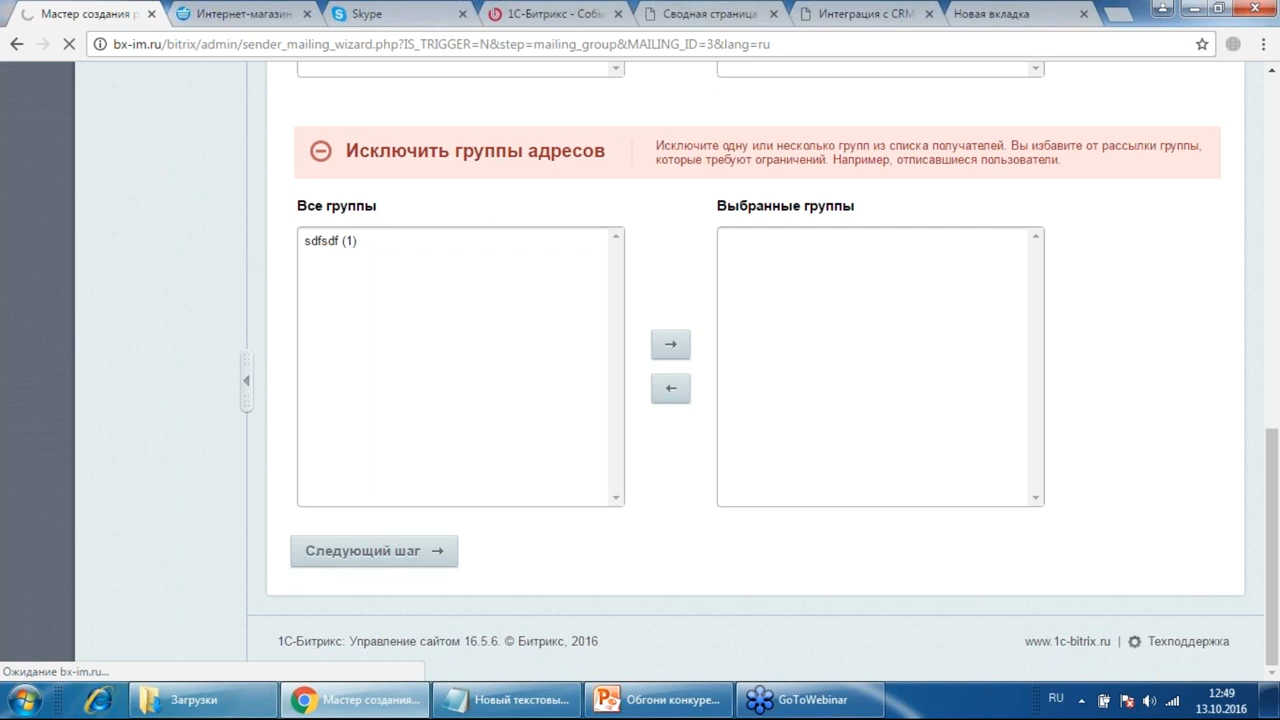 Мастер создания р
Интернет-магазин
Skype
1С-Битрикс - Собы
Сводная страница
Интеграция с CRM
Новая вкладка
bx-im.ru/bitrix/admin/sender_mailing_wizard.php?IS_TRIGGER=N&step=mailing_group&MAILING_ID=3&lang=ru
Исключить группы адресов
Исключите одну или несколько групп из списка получателей. Вы избавите от рассылки группы,
которые требуют ограничений. Например, отписавшиеся пользователи.
Все группы
Выбранные группы
sdfsdf (1)
Следующий шаг →
1С-Битрикс: Управление сайтом 16.5.6. © Битрикс, 2016
www.1c-bitrix.ru | Техподдержка
Ожидание bx-im.ru...
Загрузки
Мастер создания...
Новый текстовы...
Обгони конкуре...
GoToWebinar
RU
12:49
13.10.2016